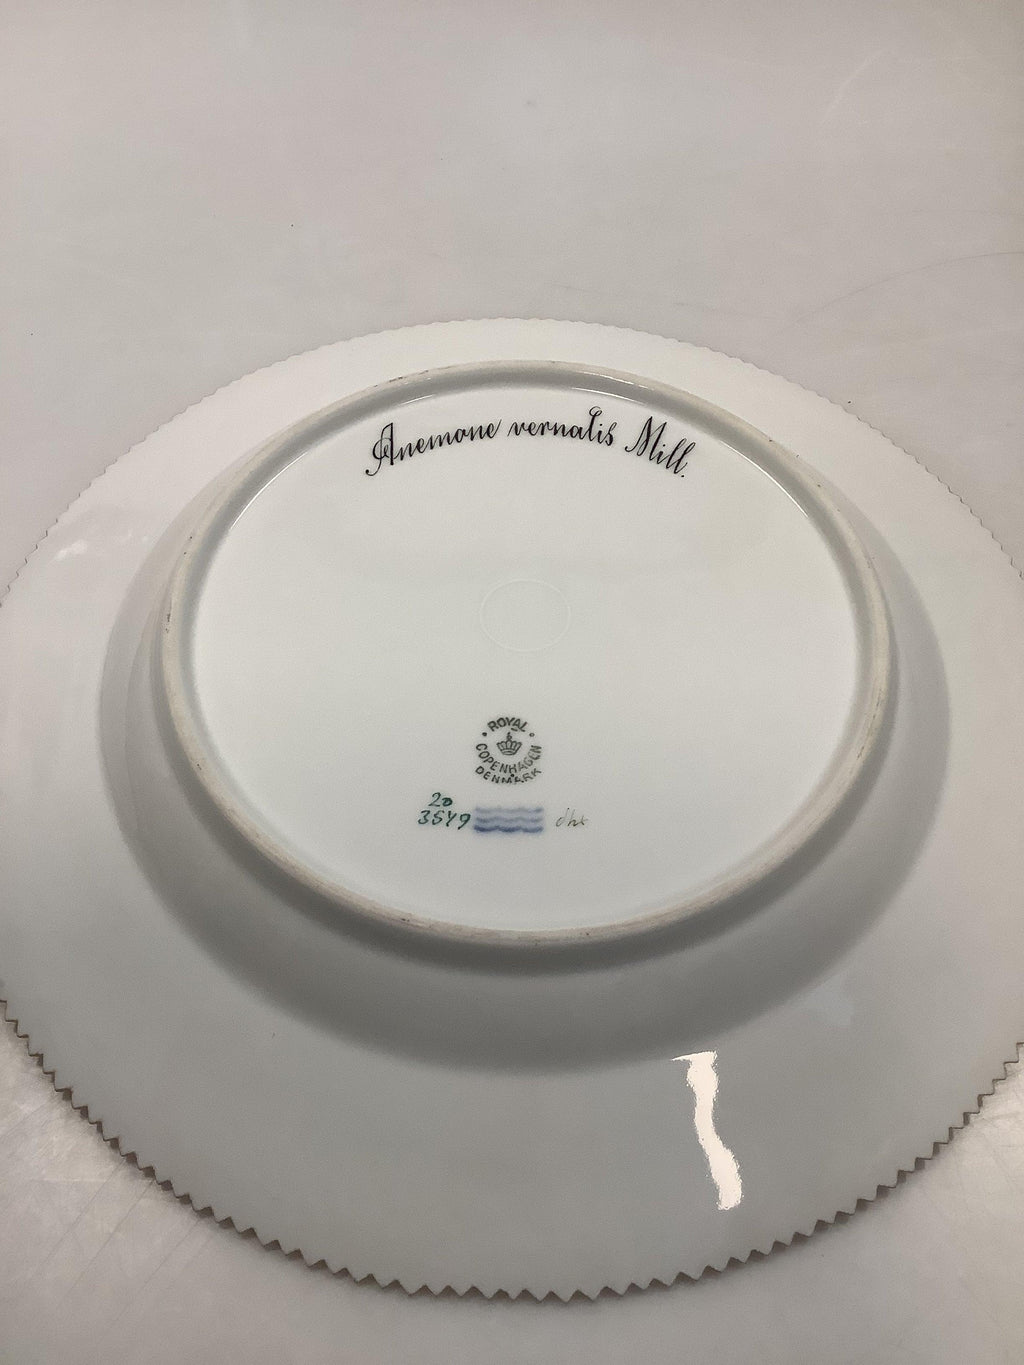 Anemone vernalis Mill.
ROYAL
COPENHAGEN
DENMARK
20
3549